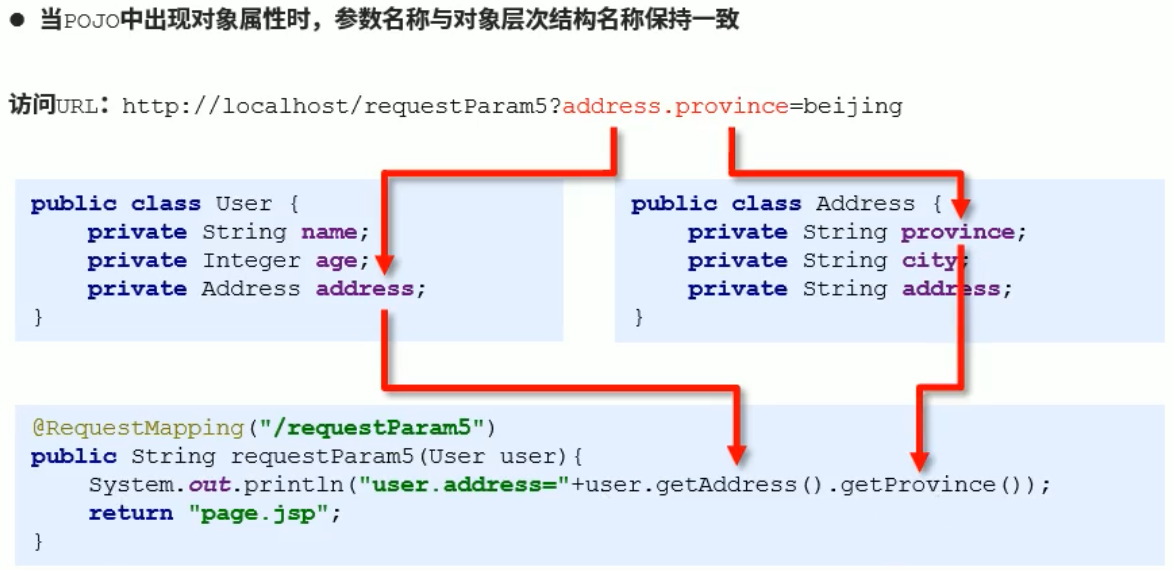 ● 当POJO中出现对象属性时，参数名称与对象层次结构名称保持一致
访问URL：http://localhost/requestParam5?address.province=beijing
public class User {
    private String name;
    private Integer age;
    private Address address;
}
public class Address {
    private String province;
    private String city;
    private String address;
}
@RequestMapping("/requestParam5")
public String requestParam5(User user){
    System.out.println("user.address="+user.getAddress().getProvince());
    return "page.jsp";
}